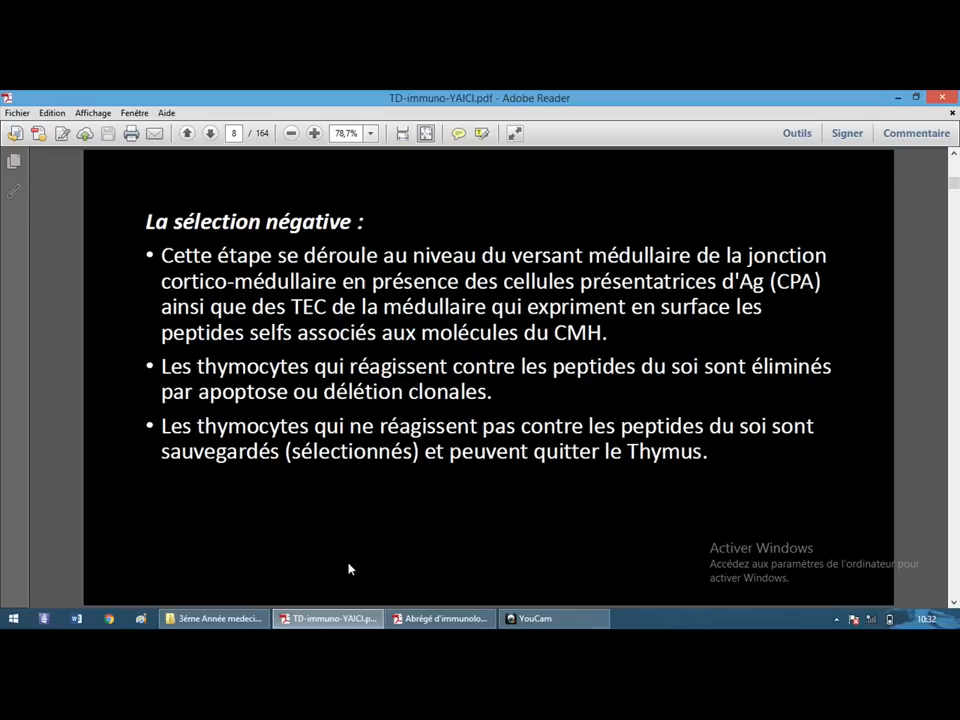 TD-immuno-YAICI.pdf - Adobe Reader
Fichier Edition Affichage Fenêtre Aide
8 / 164 78,7% Outils Signer Commentaire
La sélection négative :
• Cette étape se déroule au niveau du versant médullaire de la jonction
cortico-médullaire en présence des cellules présentatrices d'Ag (CPA)
ainsi que des TEC de la médullaire qui expriment en surface les
peptides selfs associés aux molécules du CMH.
• Les thymocytes qui réagissent contre les peptides du soi sont éliminés
par apoptose ou délétion clonales.
• Les thymocytes qui ne réagissent pas contre les peptides du soi sont
sauvegardés (sélectionnés) et peuvent quitter le Thymus.
Activer Windows
Accédez aux paramètres de l'ordinateur pour
activer Windows.
3éme Année medeci... TD-immuno-YAICI.p... Abrégé d'immunolo... YouCam 10:32